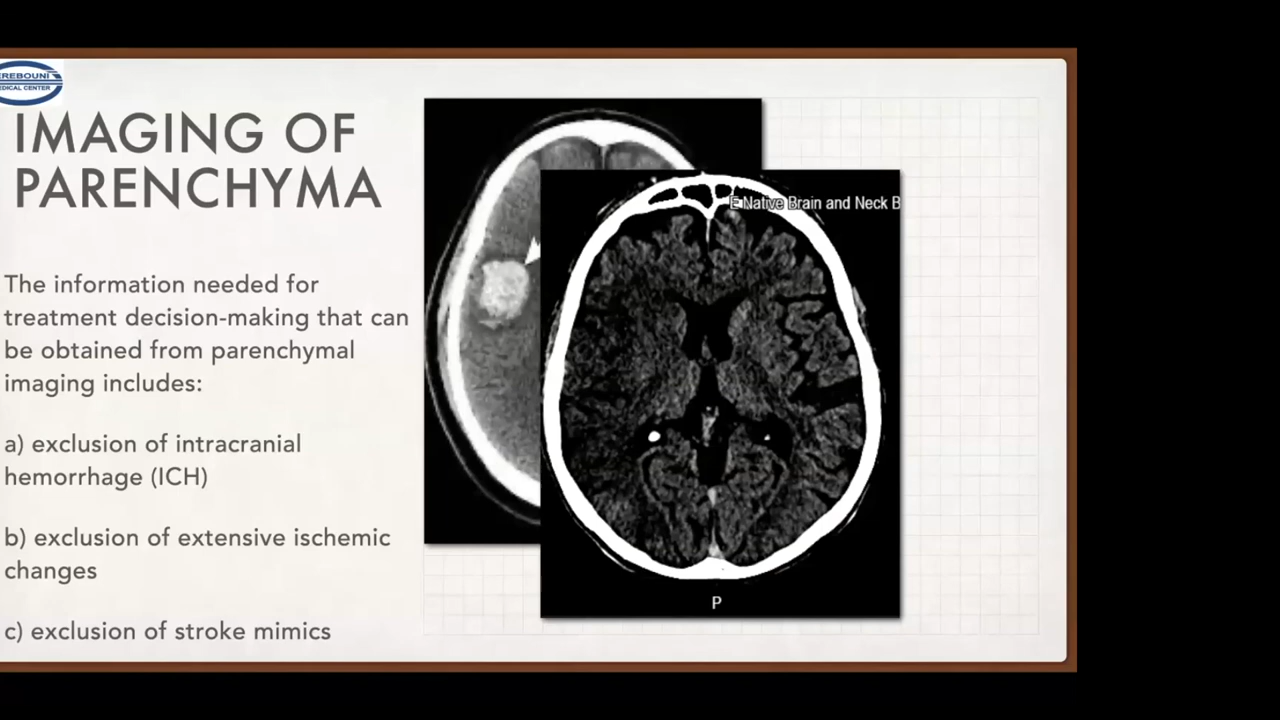 EREBOUNI
MEDICAL CENTER
IMAGING OF
PARENCHYMA
The information needed for
treatment decision-making that can
be obtained from parenchymal
imaging includes:
a) exclusion of intracranial
hemorrhage (ICH)
b) exclusion of extensive ischemic
changes
c) exclusion of stroke mimics
E Native Brain and Neck B
P